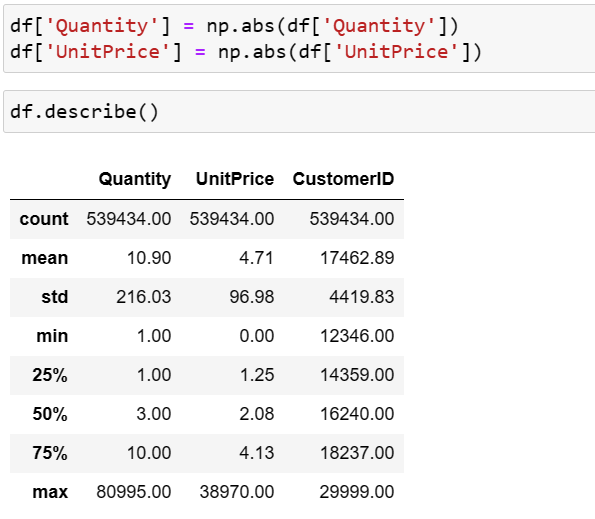 df['Quantity'] = np.abs(df['Quantity'])
df['UnitPrice'] = np.abs(df['UnitPrice'])
df.describe()
Quantity UnitPrice CustomerID
count 539434.00 539434.00 539434.00
mean 10.90 4.71 17462.89
std 216.03 96.98 4419.83
min 1.00 0.00 12346.00
25% 1.00 1.25 14359.00
50% 3.00 2.08 16240.00
75% 10.00 4.13 18237.00
max 80995.00 38970.00 29999.00